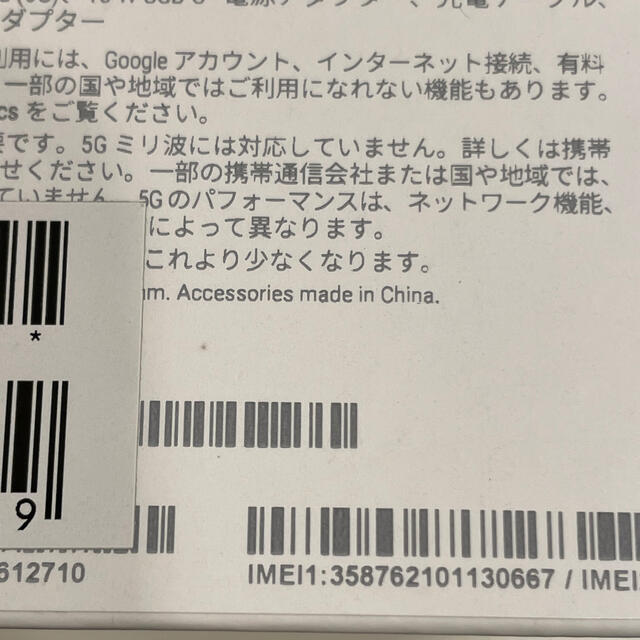 ダプター
利用には、Google アカウント、インターネット接続、有料
一部の国や地域ではご利用になれない機能もあります。
cs をご覧ください。
要です。5G ミリ波には対応していません。詳しくは携帯
せください。一部の携帯通信会社または国や地域では、
ていません。5G のパフォーマンスは、ネットワーク機能、
によって異なります。
これより少なくなります。
am. Accessories made in China.
*
9
612710
IMEI1:358762101130667 / IMEI